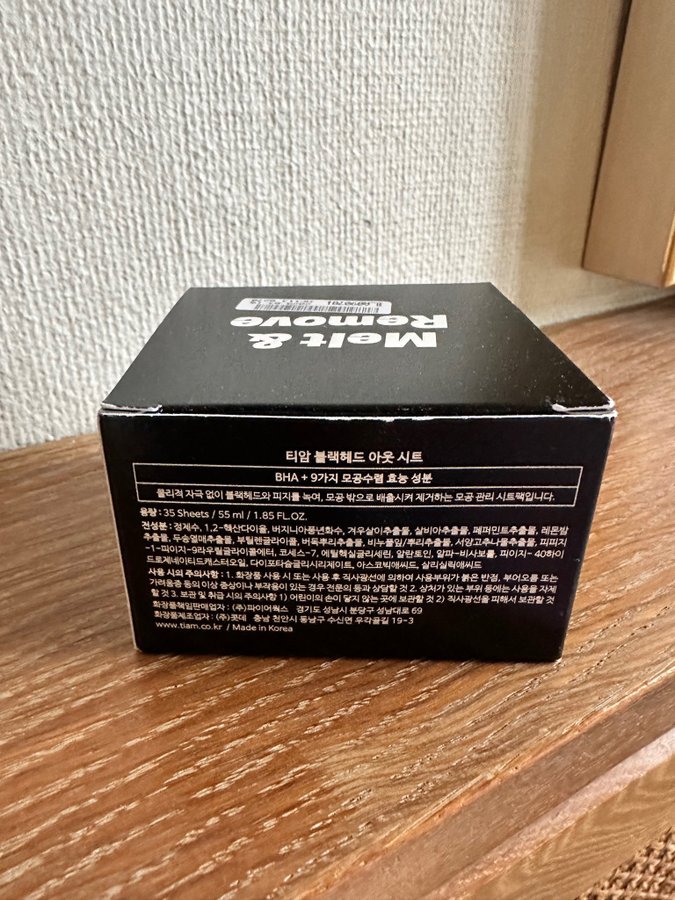 Melt &
Remove
티암 블랙헤드 아웃 시트
BHA + 9가지 모공수렴 효능 성분
물리적 자극 없이 블랙헤드와 피지를 녹여, 모공 밖으로 배출시켜 제거하는 모공 관리 시트팩입니다.
용량 : 35 Sheets / 55 ml / 1.85 FL.OZ.
전성분 : 정제수, 1,2-헥산다이올, 버지니아풍년화수, 겨우살이추출물, 살비아추출물, 페퍼민트추출물, 레몬밤
추출물, 두송열매추출물, 부틸렌글라이콜, 버독뿌리추출물, 비누풀잎/뿌리추출물, 서양고추나물추출물, 피피지
-1-피이지-9라우릴글라이콜에터, 코세스-7, 에틸헥실글리세린, 알란토인, 알파-비사보롤, 피이지- 40하이
드로제네이티드캐스터오일, 다이포타슘글리시리제이트, 아스코빅애씨드, 살리실릭애씨드
사용 시의 주의사항 : 1. 화장품 사용 시 또는 사용 후 직사광선에 의하여 사용부위가 붉은 반점, 부어오름 또는
가려움증 등의 이상 증상이나 부작용이 있는 경우 전문의 등과 상담할 것 2. 상처가 있는 부위 등에는 사용을 자제
할 것 3. 보관 및 취급 시의 주의사항 1) 어린이의 손이 닿지 않는 곳에 보관할 것 2) 직사광선을 피해서 보관할 것
화장품책임판매업자 : (주)파이어웍스 경기도 성남시 분당구 성남대로 69
화장품제조업자 : (주)콧데 충남 천안시 동남구 수신면 우각골길 19-3
www.tiam.co.kr / Made in Korea